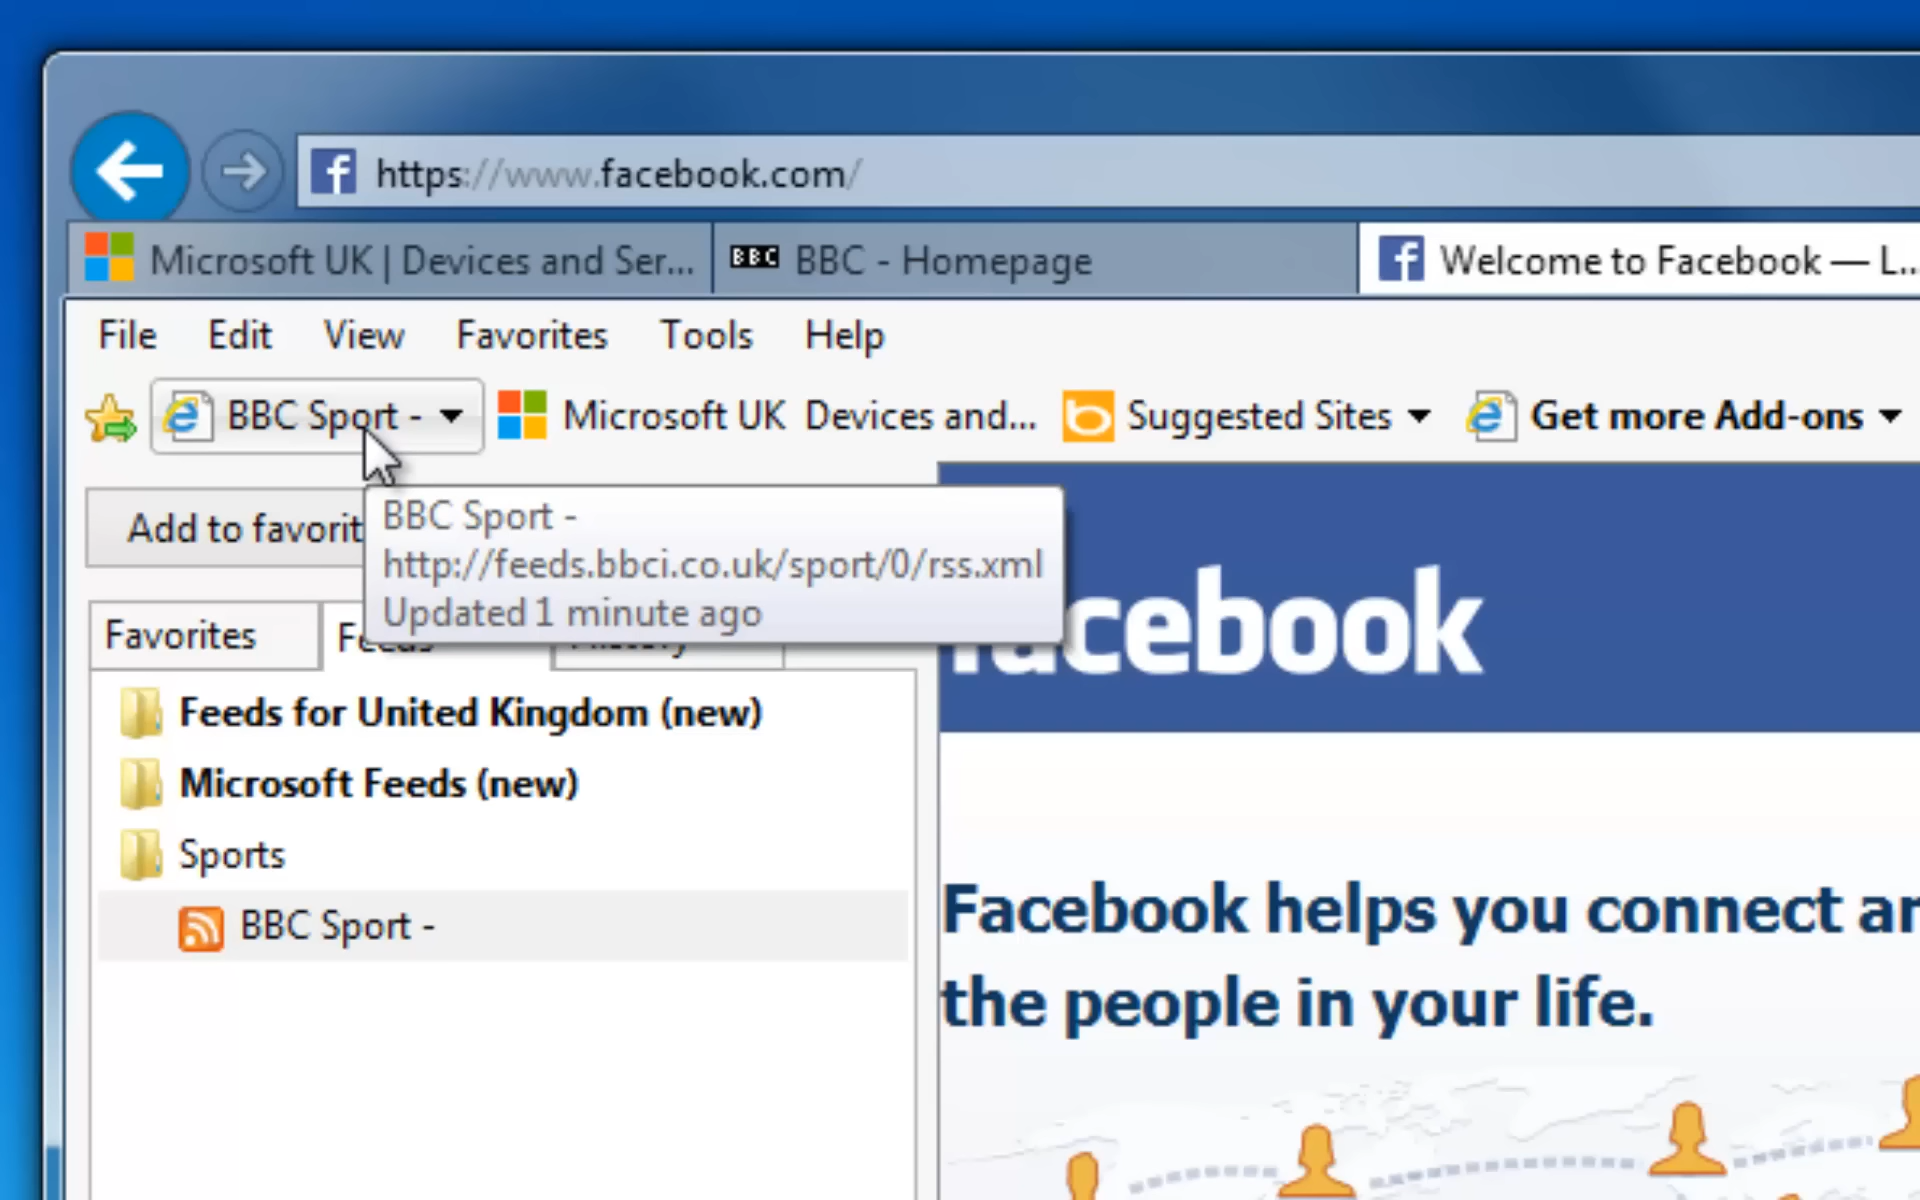 https://www.facebook.com/
Microsoft UK | Devices and Ser...
BBC BBC - Homepage
Welcome to Facebook — L...
File Edit View Favorites Tools Help
BBC Sport -
Microsoft UK Devices and...
Suggested Sites
Get more Add-ons
Add to favorit
BBC Sport -
http://feeds.bbci.co.uk/sport/0/rss.xml
Updated 1 minute ago
Favorites Feeds History
facebook
Feeds for United Kingdom (new)
Microsoft Feeds (new)
Sports
BBC Sport -
Facebook helps you connect an
the people in your life.